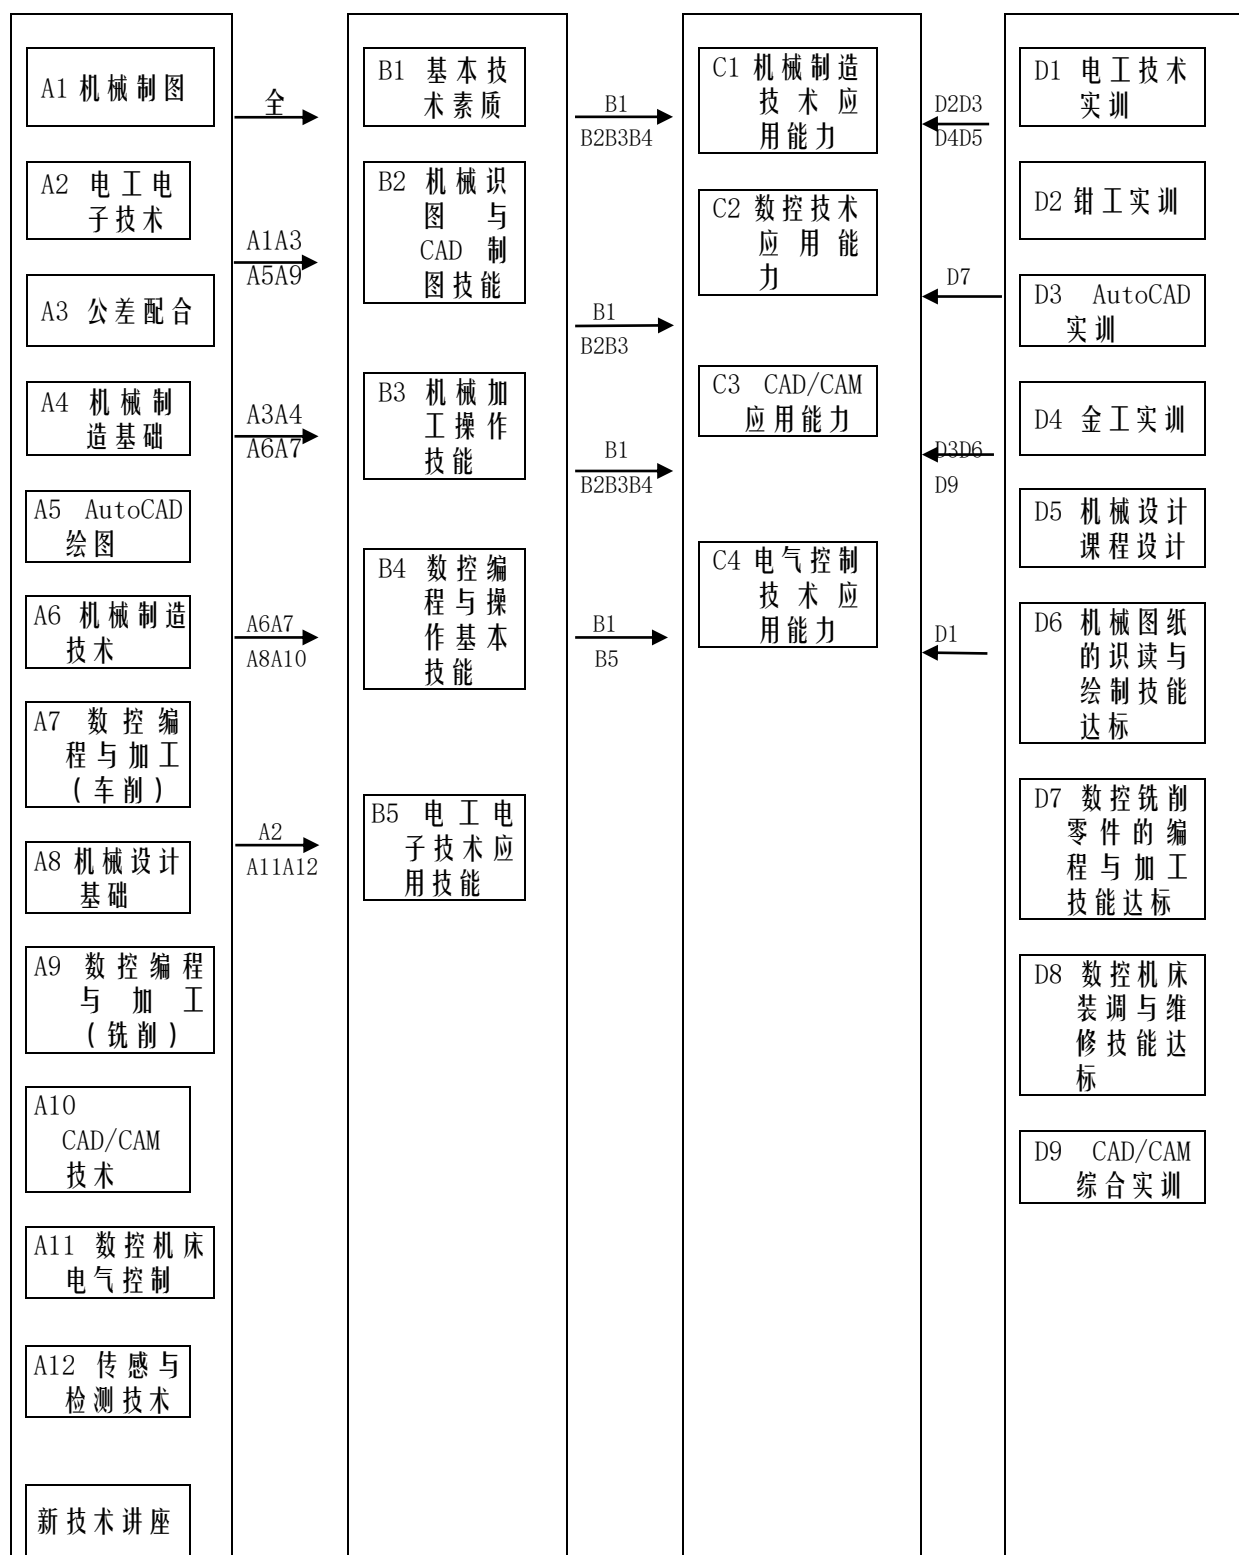 A1 机械制图
A2 电工电
子技术
A3 公差配合
A4 机械制
造基础
A5 AutoCAD
绘图
A6 机械制造
技术
A7 数控编
程与加工
(车削)
A8 机械设计
基础
A9 数控编程
与加工
(铣削)
A10
CAD/CAM
技术
A11 数控机床
电气控制
A12 传感与
检测技术
新技术讲座
全
A1A3
A5A9
A3A4
A6A7
A6A7
A8A10
A2
A11A12
B1 基本技
术素质
B2 机械识
图与
CAD 制
图技能
B3 机械加
工操作
技能
B4 数控编
程与操
作基本
技能
B5 电工电
子技术应
用技能
B1
B2B3B4
B1
B2B3
B1
B2B3B4
B1
B5
C1 机械制造
技术应
用能力
C2 数控技术
应用能
力
C3 CAD/CAM
应用能力
C4 电气控制
技术应
用能力
D2D3
D4D5
D7
D3D6
D9
D1
D1 电工技术
实训
D2 钳工实训
D3 AutoCAD
实训
D4 金工实训
D5 机械设计
课程设计
D6 机械图纸
的识读与
绘制技能
达标
D7 数控铣削
零件的编
程与加工
技能达标
D8 数控机床
装调与维
修技能达
标
D9 CAD/CAM
综合实训